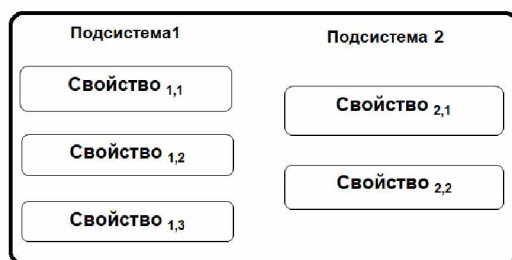 Подсистема1
Свойство 1,1
Свойство 1,2
Свойство 1,3
Подсистема 2
Свойство 2,1
Свойство 2,2